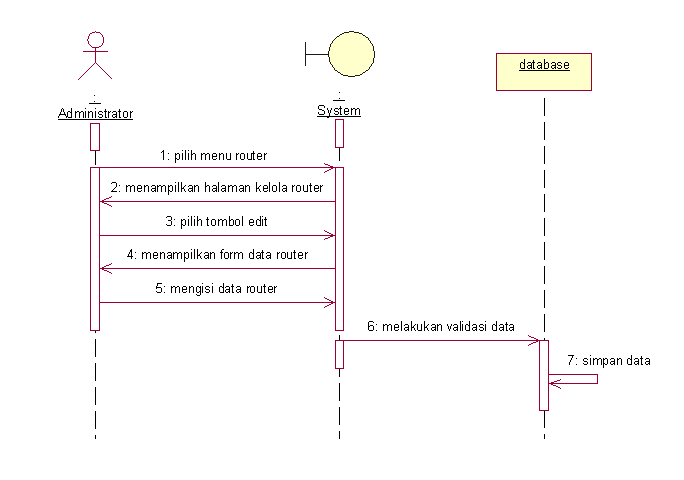 database
:
Administrator
:
System
1: pilih menu router
2: menampilkan halaman kelola router
3: pilih tombol edit
4: menampilkan form data router
5: mengisi data router
6: melakukan validasi data
7: simpan data